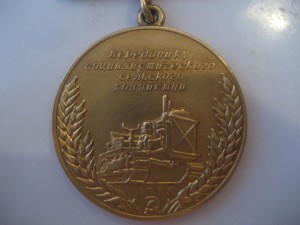 передовику
социалистического
сельского
хозяйства